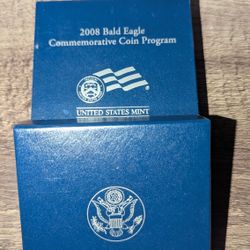 2008 Bald Eagle
Commemorative Coin Program
UNITED STATES MINT